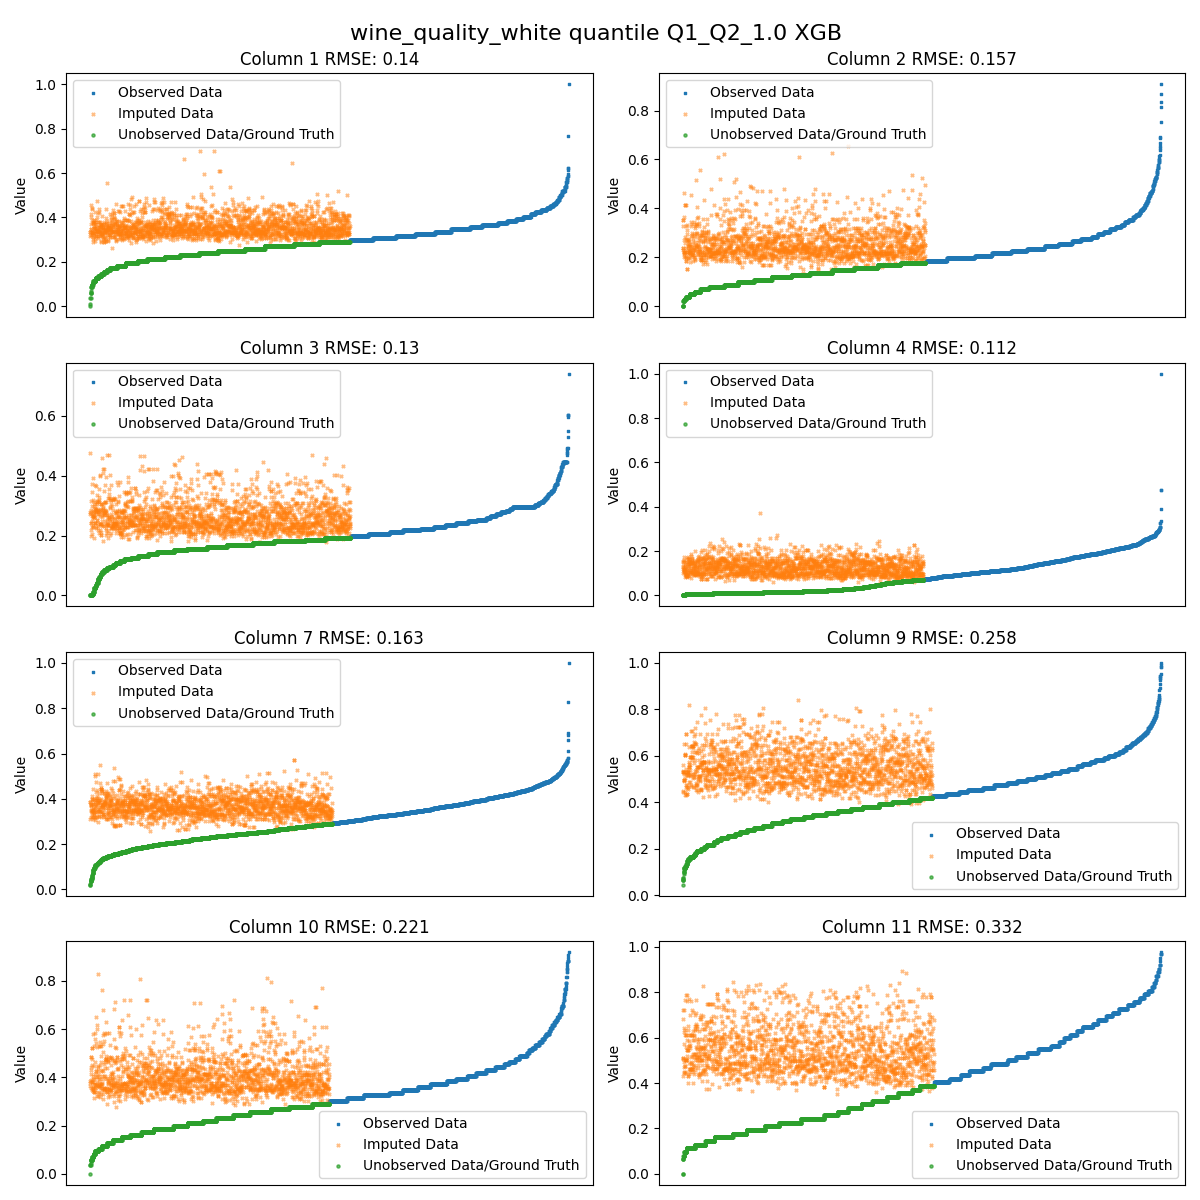 wine_quality_white quantile Q1_Q2_1.0 XGB
Column 1 RMSE: 0.14
1.0
0.8
0.6
0.4
0.2
0.0
Value
Observed Data
Imputed Data
Unobserved Data/Ground Truth
Column 2 RMSE: 0.157
0.8
0.6
0.4
0.2
0.0
Value
Observed Data
Imputed Data
Unobserved Data/Ground Truth
Column 3 RMSE: 0.13
0.6
0.4
0.2
0.0
Value
Observed Data
Imputed Data
Unobserved Data/Ground Truth
Column 4 RMSE: 0.112
1.0
0.8
0.6
0.4
0.2
0.0
Value
Observed Data
Imputed Data
Unobserved Data/Ground Truth
Column 7 RMSE: 0.163
1.0
0.8
0.6
0.4
0.2
0.0
Value
Observed Data
Imputed Data
Unobserved Data/Ground Truth
Column 9 RMSE: 0.258
1.0
0.8
0.6
0.4
0.2
0.0
Value
Observed Data
Imputed Data
Unobserved Data/Ground Truth
Column 10 RMSE: 0.221
0.8
0.6
0.4
0.2
0.0
Value
Observed Data
Imputed Data
Unobserved Data/Ground Truth
Column 11 RMSE: 0.332
1.0
0.8
0.6
0.4
0.2
0.0
Value
Observed Data
Imputed Data
Unobserved Data/Ground Truth